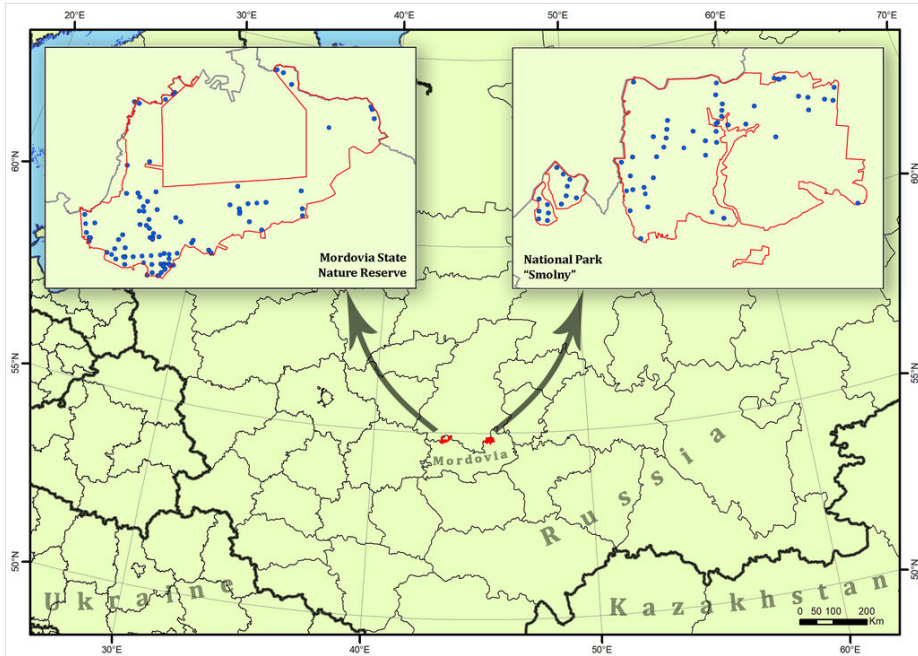 20°E 30°E 40°E 50°E 60°E 70°E
60°N
60°N
Mordovia State
Nature Reserve
National Park
“Smolny”
55°N
55°N
Mordovia
Russia
50°N
50°N
Ukraine
Kazakhstan
0 50 100 200
Km
30°E 40°E 50°E 60°E